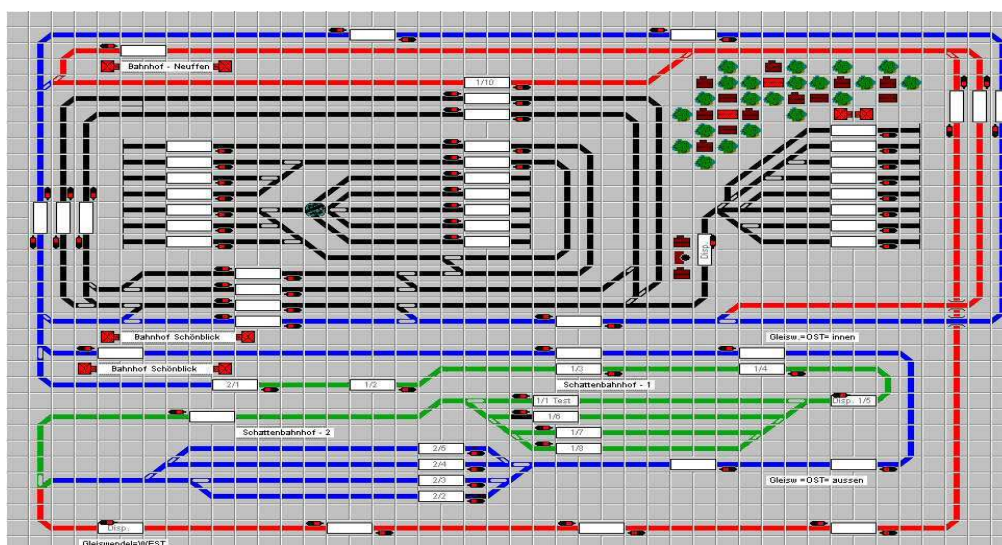 Bahnhof - Neuffen
1/10
Disp.
Gleisw.=OST= innen
Bahnhof Schönblick
Bahnhof Schönblick
1/3
1/4
2/1
1/2
Schattenbahnhof - 1
1/1 Test
Disp. 1/5
1/6
Schattenbahnhof - 2
1/7
1/8
2/5
2/4
Gleisw =OST= aussen
2/3
2/2
Disp.
Gleiswendel=WEST